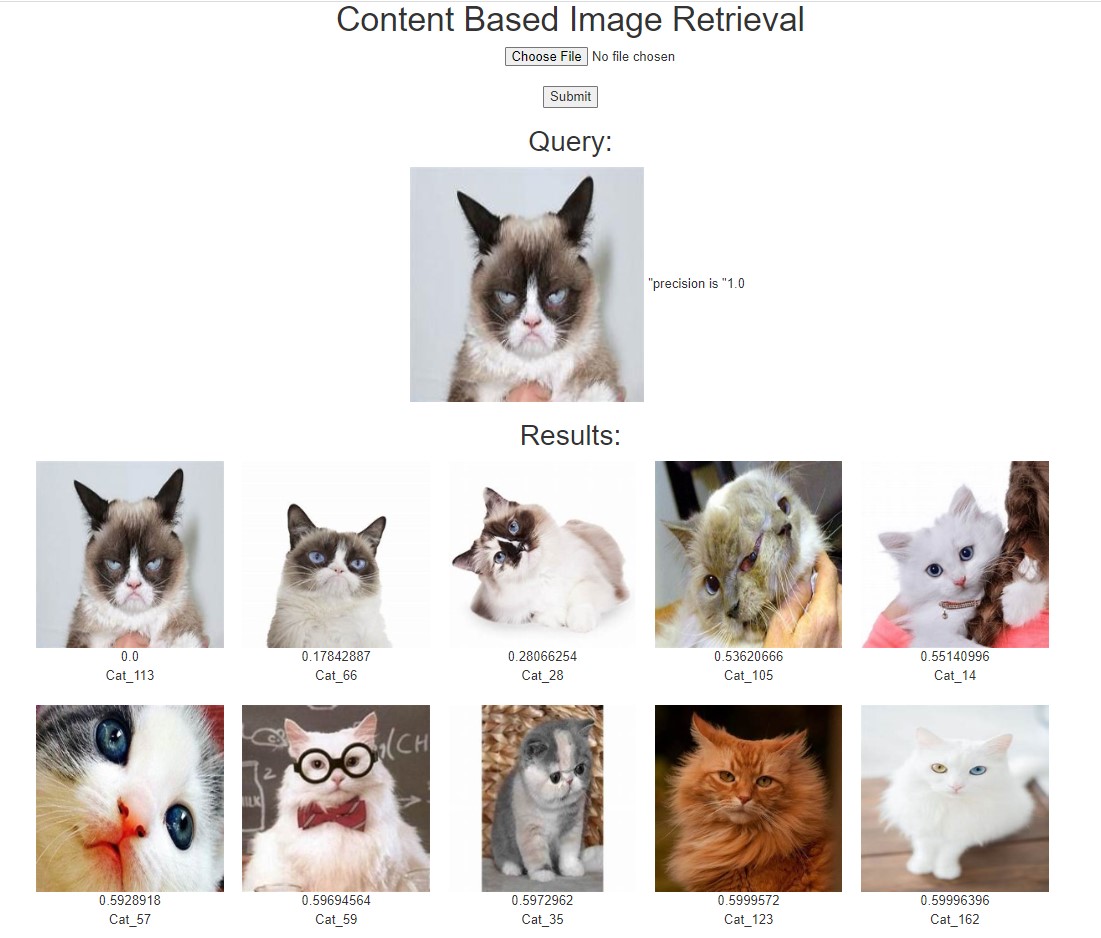 Content Based Image Retrieval
Choose File No file chosen
Submit
Query:
"precision is "1.0
Results:
0.0
Cat_113
0.17842887
Cat_66
0.28066254
Cat_28
0.53620666
Cat_105
0.55140996
Cat_14
0.5928918
Cat_57
0.59694564
Cat_59
0.5972962
Cat_35
0.5999572
Cat_123
0.59996396
Cat_162